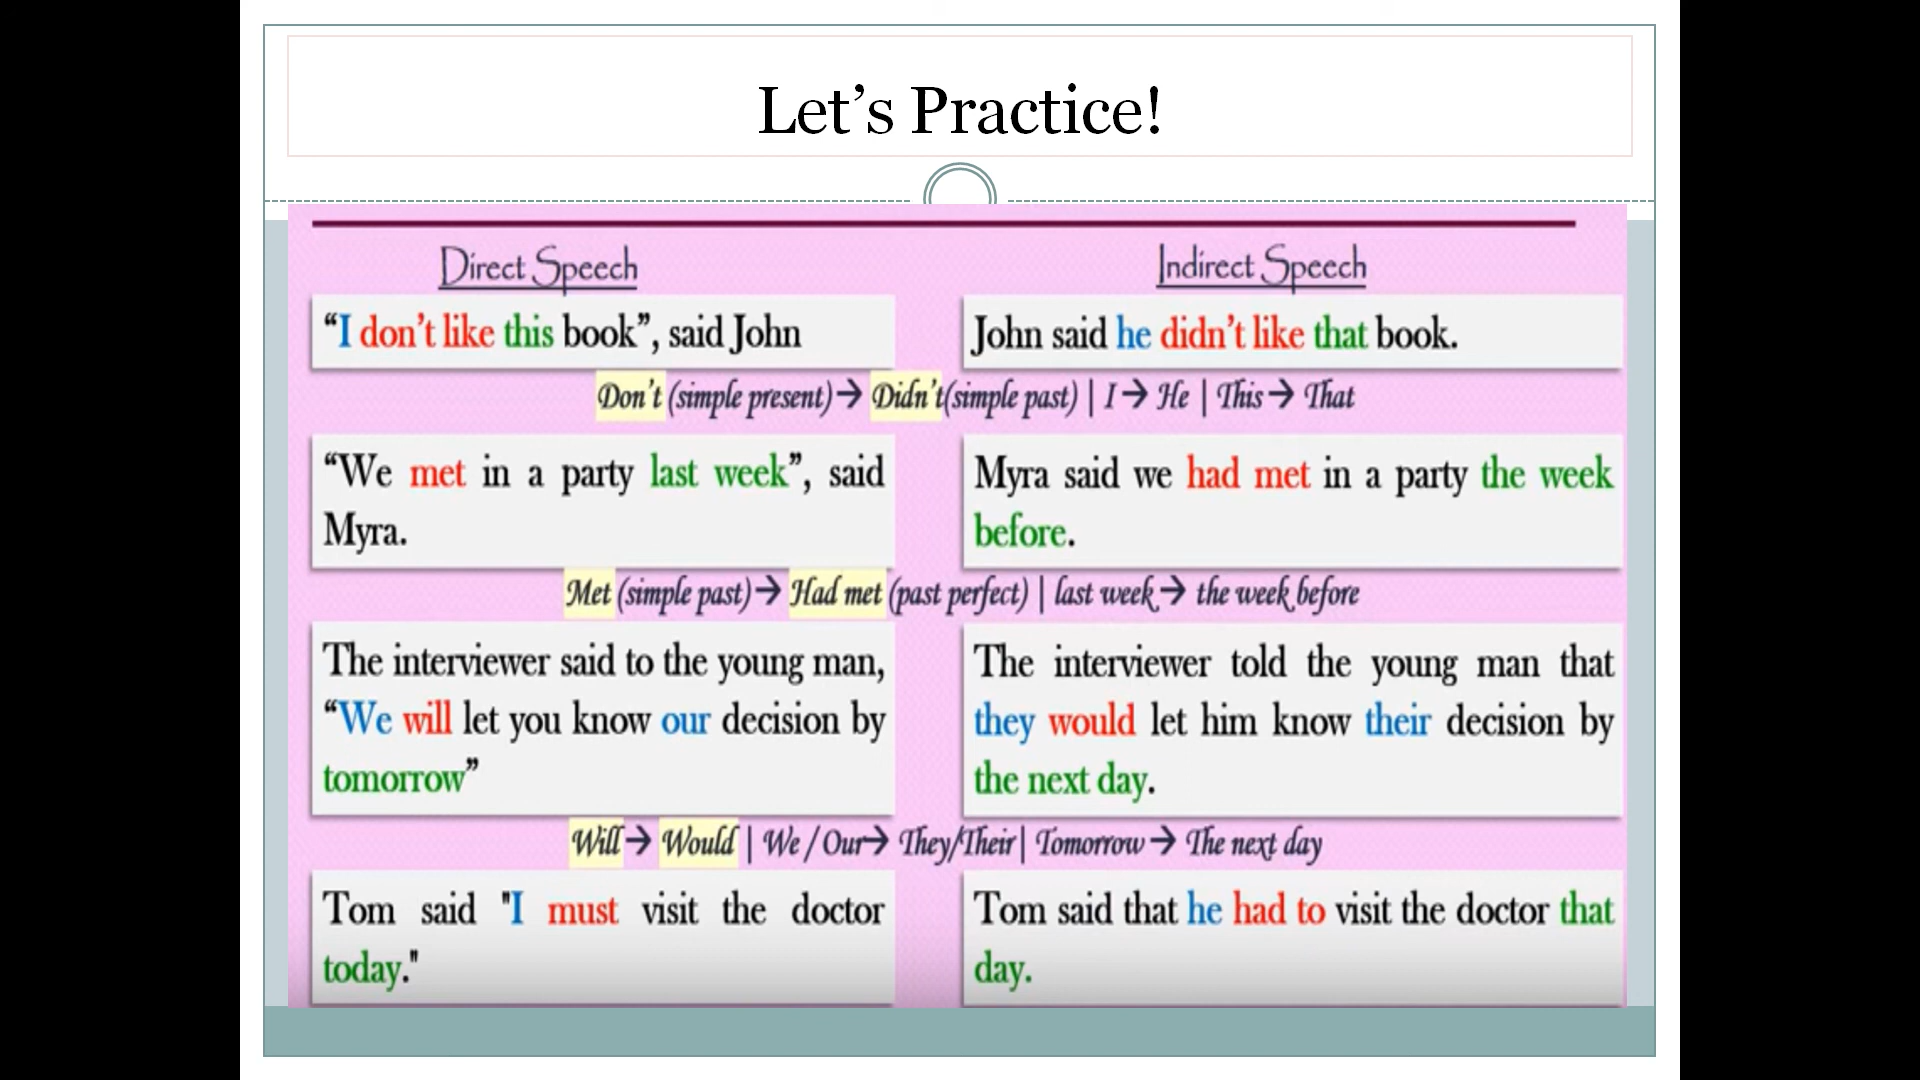 Let’s Practice!
Direct Speech
Indirect Speech
“I don’t like this book”, said John
John said he didn’t like that book.
Don’t (simple present)→ Didn’t(simple past) | I→ He | This→ That
“We met in a party last week”, said
Myra.
Myra said we had met in a party the week
before.
Met (simple past)→ Had met (past perfect) | last week→ the week before
The interviewer said to the young man,
“We will let you know our decision by
tomorrow”
The interviewer told the young man that
they would let him know their decision by
the next day.
Will→ Would | We / Our→ They/Their| Tomorrow→ The next day
Tom said "I must visit the doctor
today."
Tom said that he had to visit the doctor that
day.